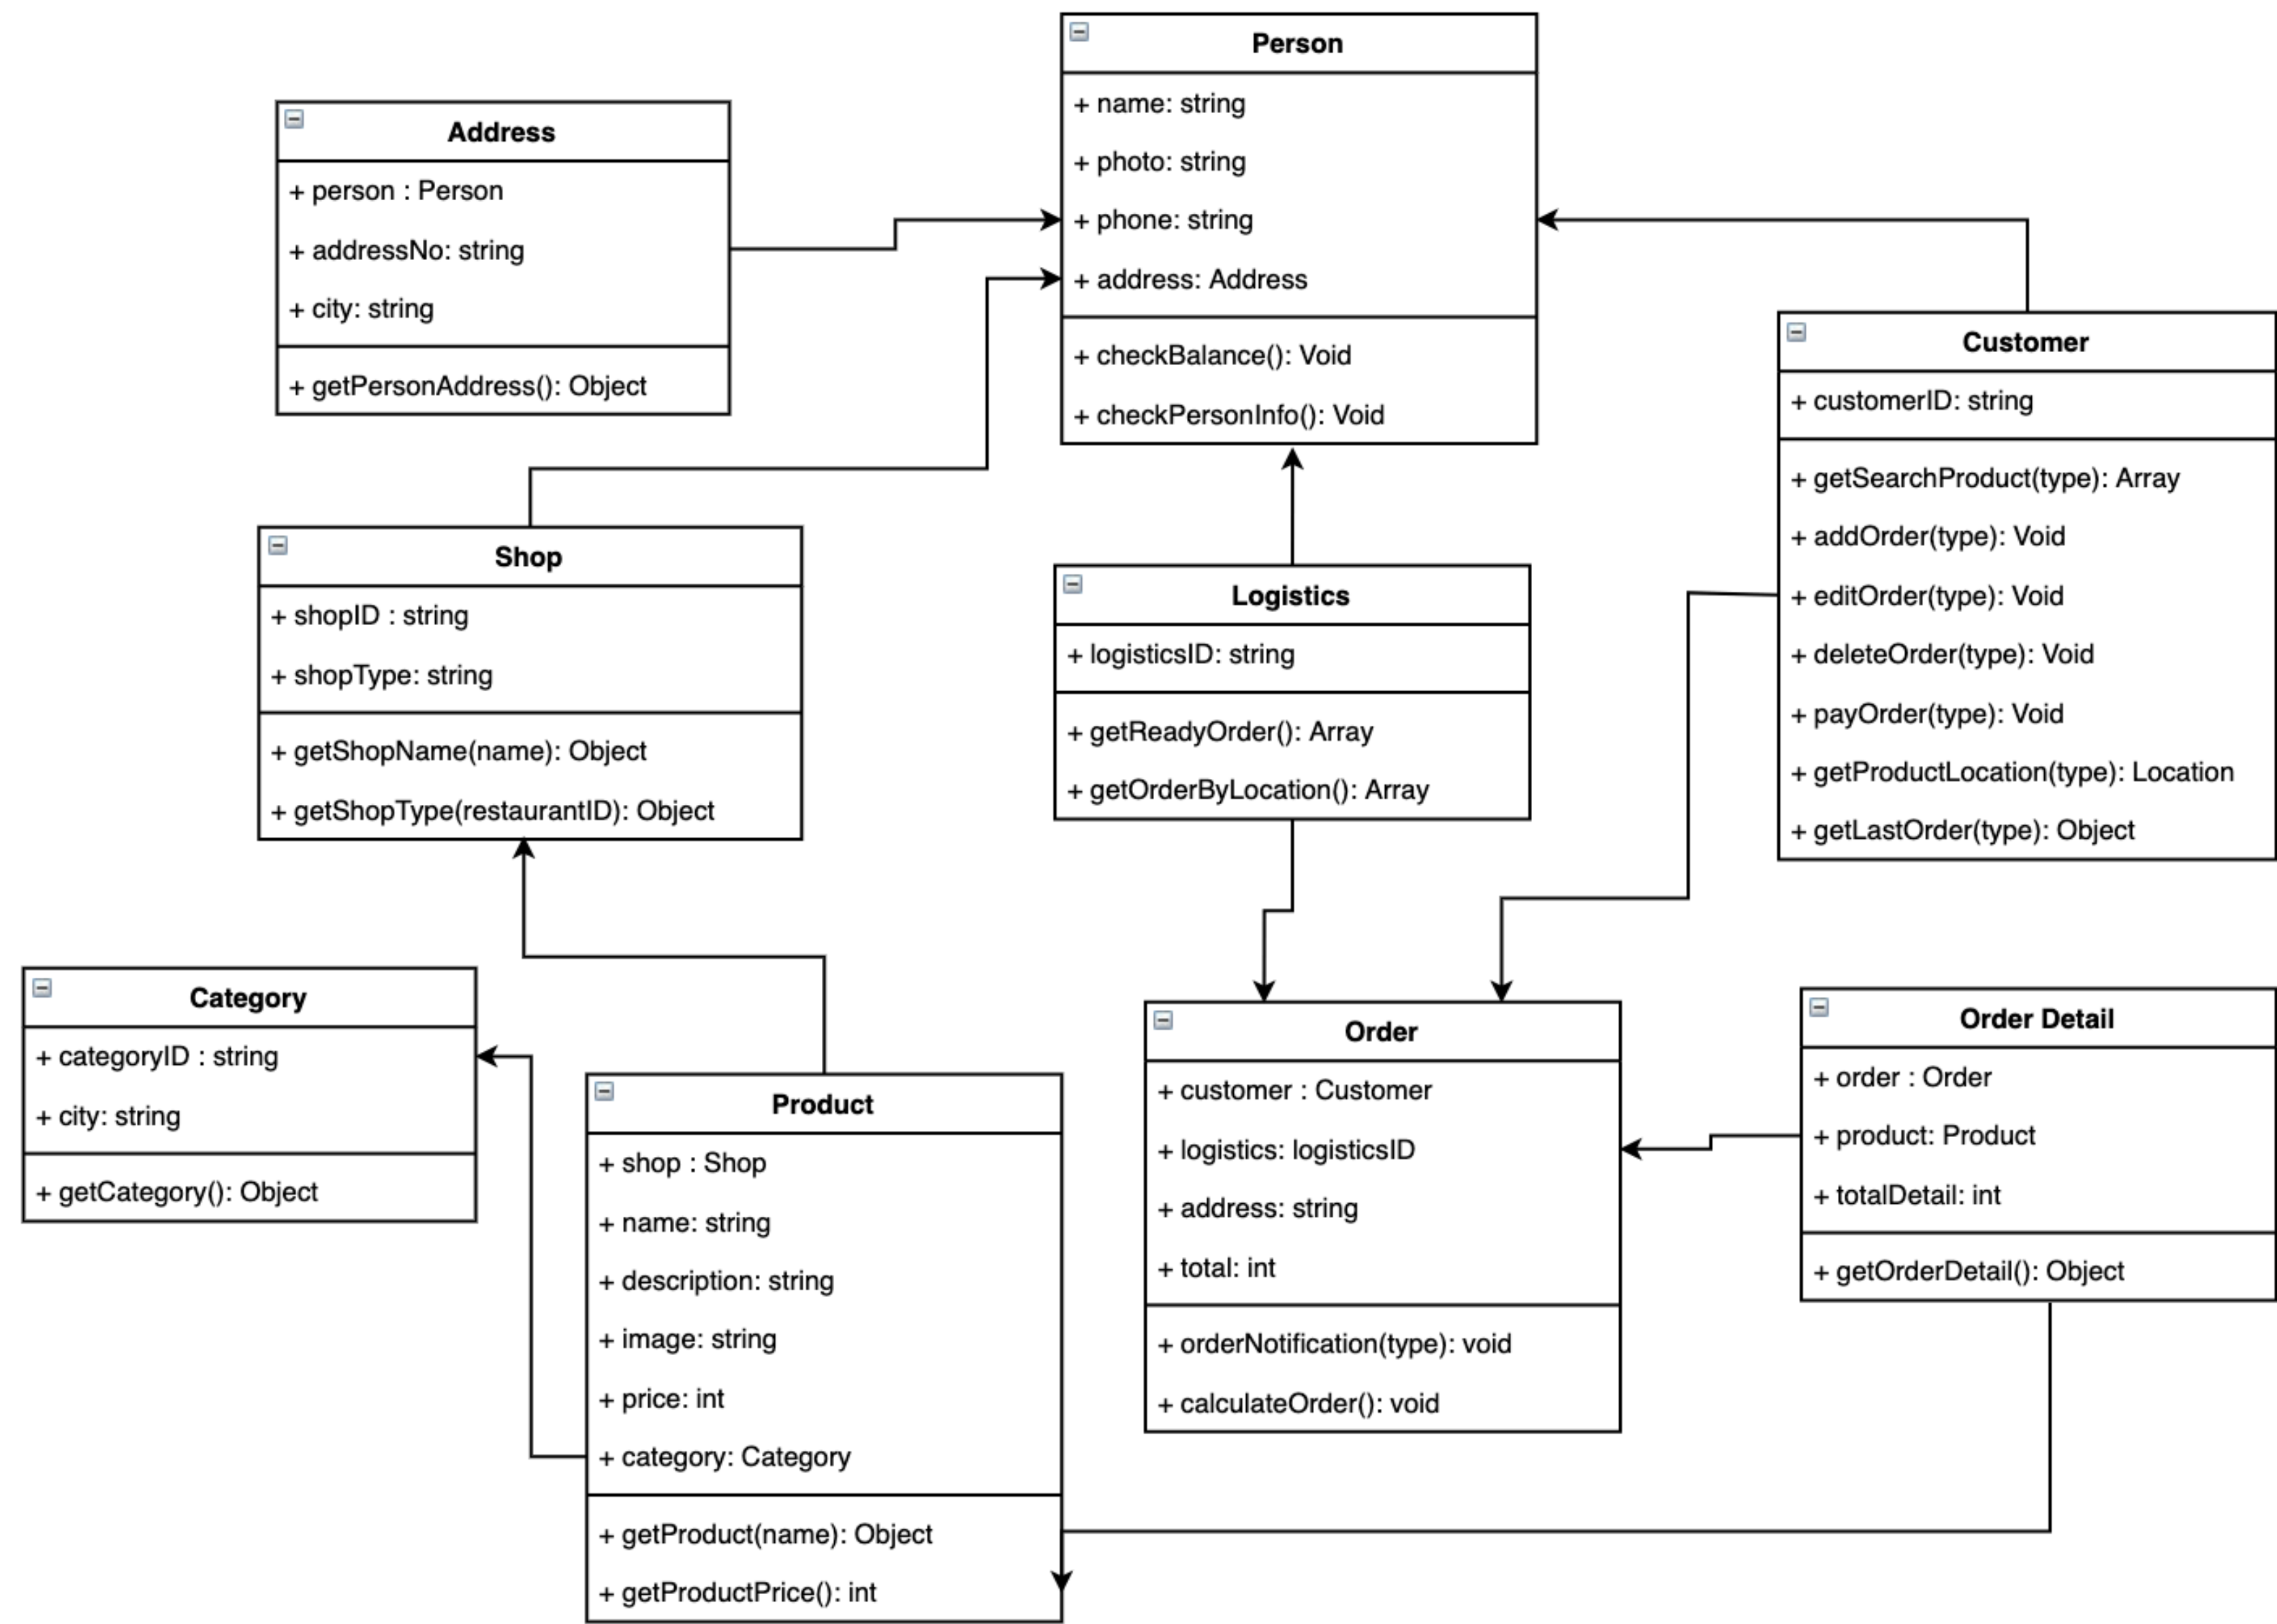 Person
+ name: string
+ photo: string
+ phone: string
+ address: Address
+ checkBalance(): Void
+ checkPersonInfo(): Void
Address
+ person : Person
+ addressNo: string
+ city: string
+ getPersonAddress(): Object
Customer
+ customerID: string
+ getSearchProduct(type): Array
+ addOrder(type): Void
+ editOrder(type): Void
+ deleteOrder(type): Void
+ payOrder(type): Void
+ getProductLocation(type): Location
+ getLastOrder(type): Object
Shop
+ shopID : string
+ shopType: string
+ getShopName(name): Object
+ getShopType(restaurantID): Object
Logistics
+ logisticsID: string
+ getReadyOrder(): Array
+ getOrderByLocation(): Array
Category
+ categoryID : string
+ city: string
+ getCategory(): Object
Product
+ shop : Shop
+ name: string
+ description: string
+ image: string
+ price: int
+ category: Category
+ getProduct(name): Object
+ getProductPrice(): int
Order
+ customer : Customer
+ logistics: logisticsID
+ address: string
+ total: int
+ orderNotification(type): void
+ calculateOrder(): void
Order Detail
+ order : Order
+ product: Product
+ totalDetail: int
+ getOrderDetail(): Object